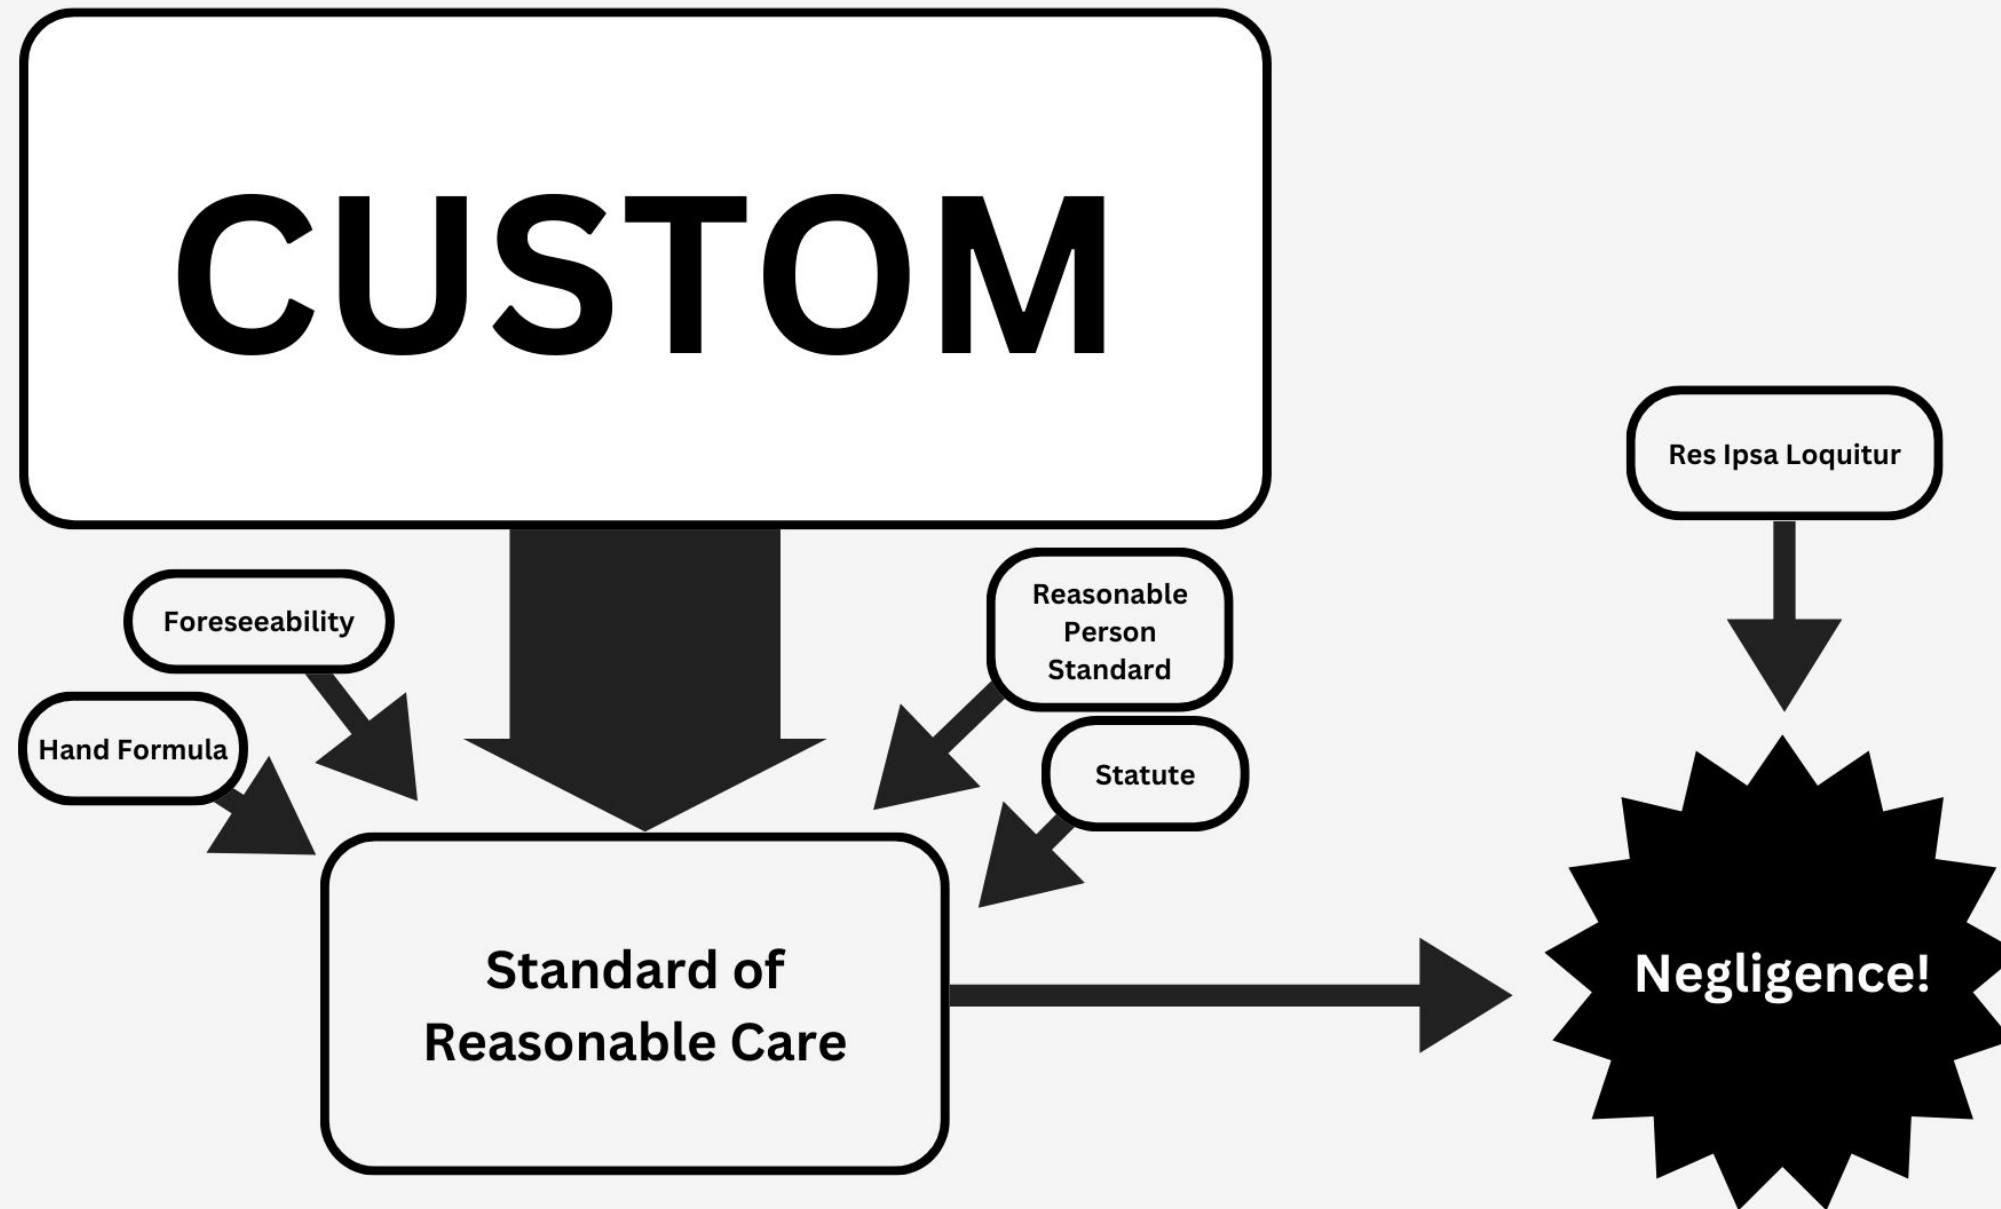 CUSTOM
Res Ipsa Loquitur
Foreseeability
Reasonable
Person
Standard
Hand Formula
Statute
Standard of
Reasonable Care
Negligence!